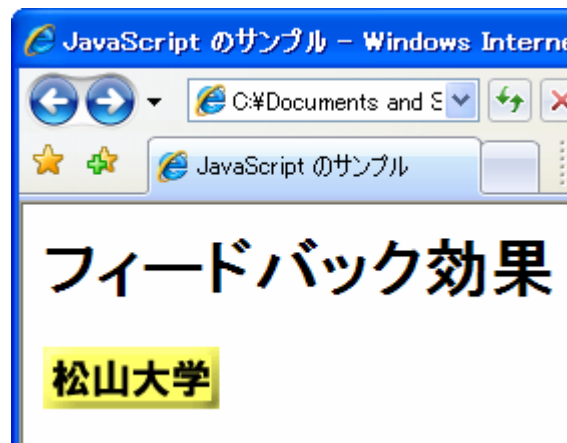 JavaScript のサンプル - Windows Interne
C:¥Documents and S
JavaScript のサンプル
フィードバック効果
松山大学